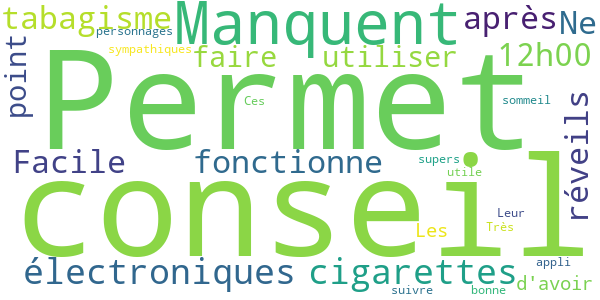 tabagisme
personnages
Manquent
après
Ne
sympathiques
faire
utiliser
12h00
point
Permet
Ces
sommeil
réveils
Facile
fonctionne
supers
utile
conseil
Leur
Les
Très
électroniques
cigarettes
appli
d'avoir
suivre
bonne